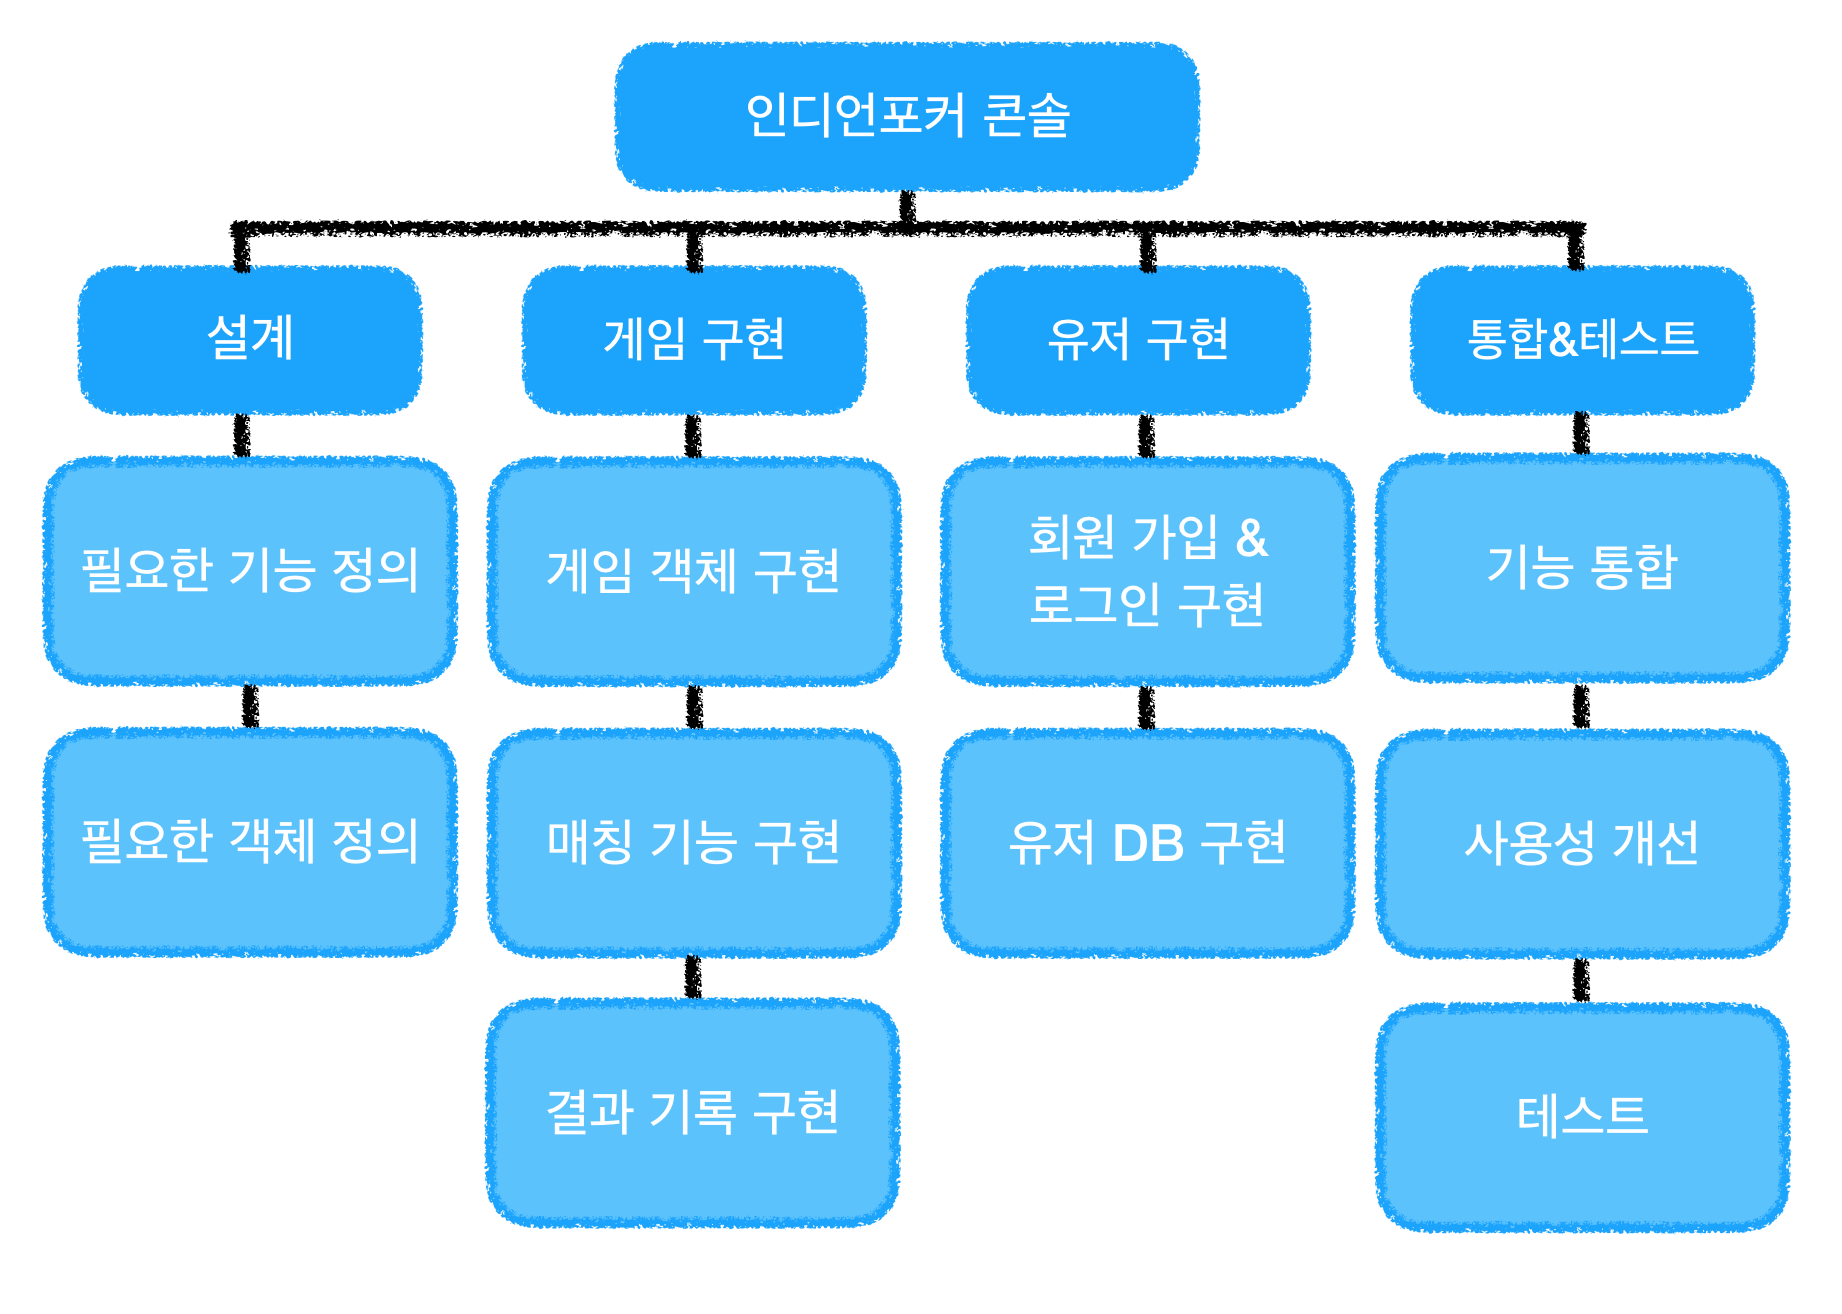 인디언포커 콘솔
설계
게임 구현
유저 구현
통합&테스트
필요한 기능 정의
게임 객체 구현
회원 가입 &
로그인 구현
기능 통합
필요한 객체 정의
매칭 기능 구현
유저 DB 구현
사용성 개선
결과 기록 구현
테스트